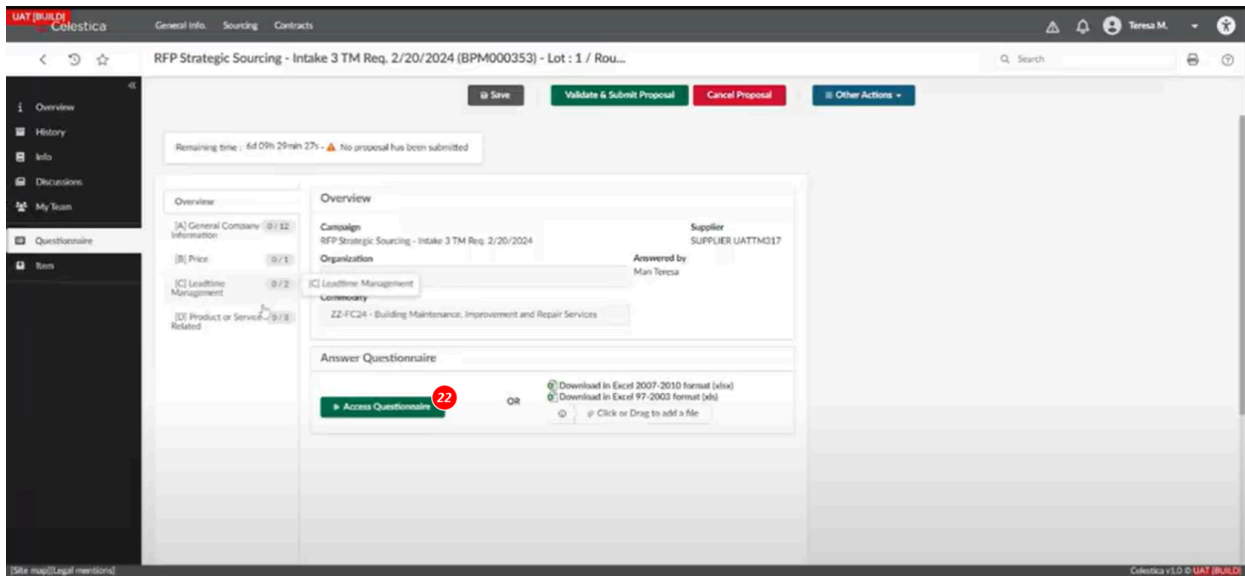 UAT [BUILD]
Celestica
General Info. Sourcing Contracts
Teresa M.
RFP Strategic Sourcing - Intake 3 TM Req. 2/20/2024 (BPM000353) - Lot : 1 / Rou...
Search
Save
Validate & Submit Proposal
Cancel Proposal
Other Actions
Overview
History
Info
Discussions
My Team
Questionnaire
Item
Remaining time : 6d 09h 29min 27s - No proposal has been submitted
Overview
[A] General Company Information 0 / 12
[B] Price 0 / 1
[C] Leadtime Management 0 / 2
[D] Product or Service Related
[C] Leadtime Management
Overview
Campaign
RFP Strategic Sourcing - Intake 3 TM Req. 2/20/2024
Supplier
SUPPLIER UATTM317
Organization
Answered by
Man Teresa
Commodity
ZZ-FC24 - Building Maintenance, Improvement and Repair Services
Answer Questionnaire
Access Questionnaire
22
OR
Download in Excel 2007-2010 format (xlsx)
Download in Excel 97-2003 format (xls)
Click or Drag to add a file
[Site map][Legal mentions]
Celestica v1.0 © UAT [BUILD]